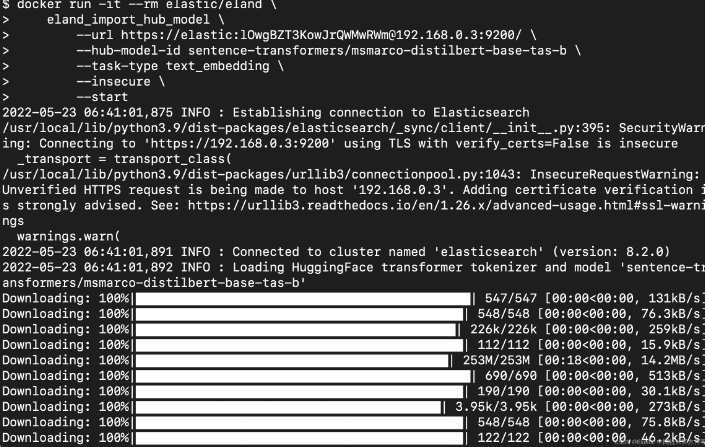 $ docker run -it --rm elastic/eland \
>     eland_import_hub_model \
>       --url https://elastic:lOwgBZT3KowJrQWMwRWm@192.168.0.3:9200/ \
>       --hub-model-id sentence-transformers/msmarco-distilbert-base-tas-b \
>       --task-type text_embedding \
>       --insecure \
>       --start
2022-05-23 06:41:01,875 INFO : Establishing connection to Elasticsearch
/usr/local/lib/python3.9/dist-packages/elasticsearch/_sync/client/__init__.py:395: SecurityWarn
ing: Connecting to 'https://192.168.0.3:9200' using TLS with verify_certs=False is insecure
  _transport = transport_class(
/usr/local/lib/python3.9/dist-packages/urllib3/connectionpool.py:1043: InsecureRequestWarning:
Unverified HTTPS request is being made to host '192.168.0.3'. Adding certificate verification i
s strongly advised. See: https://urllib3.readthedocs.io/en/1.26.x/advanced-usage.html#ssl-warni
ngs
  warnings.warn(
2022-05-23 06:41:01,891 INFO : Connected to cluster named 'elasticsearch' (version: 8.2.0)
2022-05-23 06:41:01,892 INFO : Loading HuggingFace transformer tokenizer and model 'sentence-tr
ansformers/msmarco-distilbert-base-tas-b'
Downloading: 100%| | 547/547 [00:00<00:00, 131kB/s]
Downloading: 100%| | 548/548 [00:00<00:00, 76.3kB/s]
Downloading: 100%| | 226k/226k [00:00<00:00, 259kB/s]
Downloading: 100%| | 112/112 [00:00<00:00, 15.9kB/s]
Downloading: 100%| | 253M/253M [00:18<00:00, 14.2MB/s]
Downloading: 100%| | 690/690 [00:00<00:00, 513kB/s]
Downloading: 100%| | 190/190 [00:00<00:00, 30.1kB/s]
Downloading: 100%| | 3.95k/3.95k [00:00<00:00, 273kB/s]
Downloading: 100%| | 548/548 [00:00<00:00, 75.8kB/s]
Downloading: 100%| | 122/122 [00:00<00:00, 46.2kB/s]